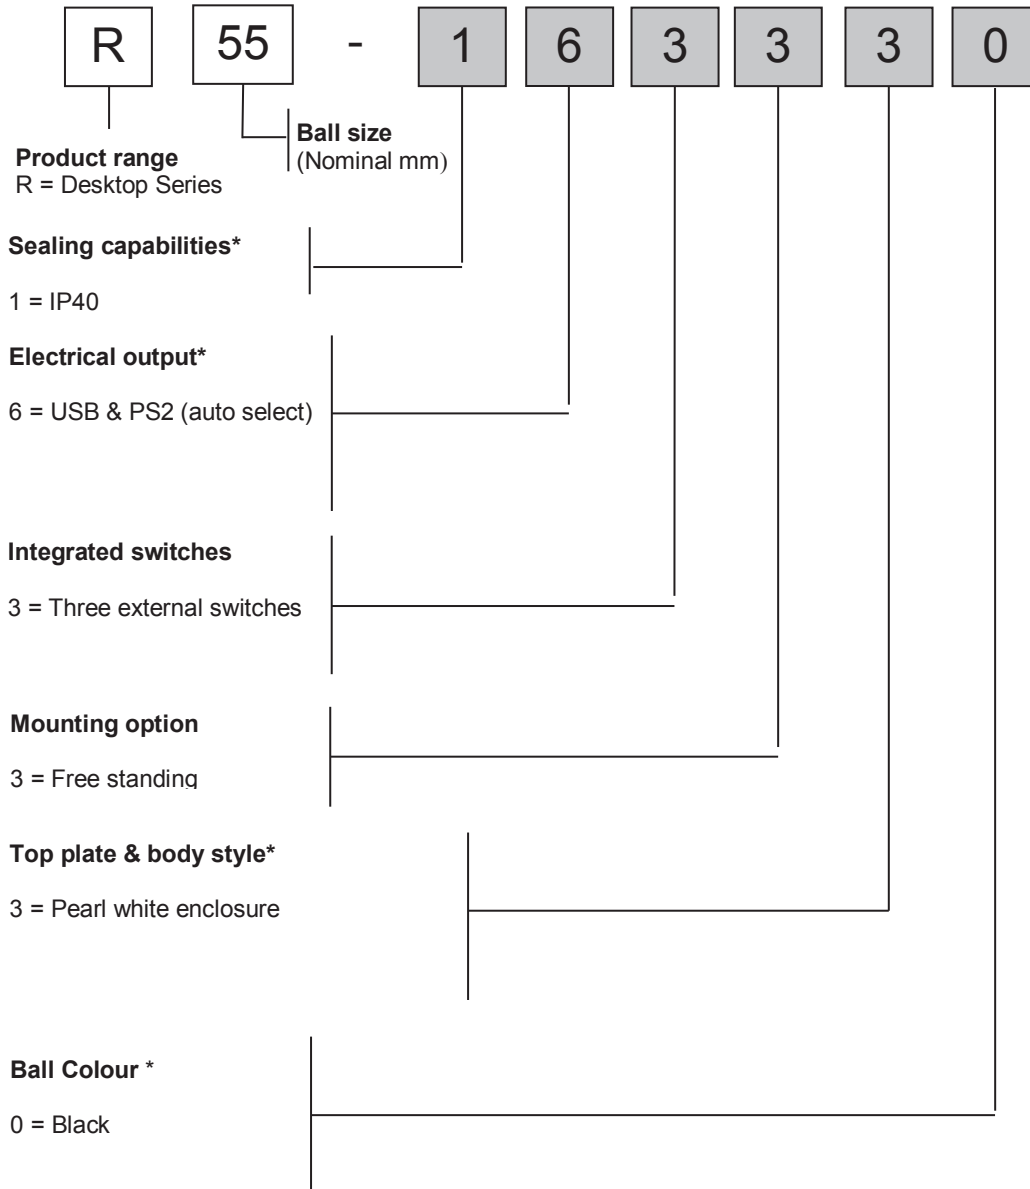 R 55 - 1 6 3 3 3 0
Ball size
(Nominal mm)
Product range
R = Desktop Series
Sealing capabilities*
1 = IP40
Electrical output*
6 = USB & PS2 (auto select)
Integrated switches
3 = Three external switches
Mounting option
3 = Free standing
Top plate & body style*
3 = Pearl white enclosure
Ball Colour *
0 = Black